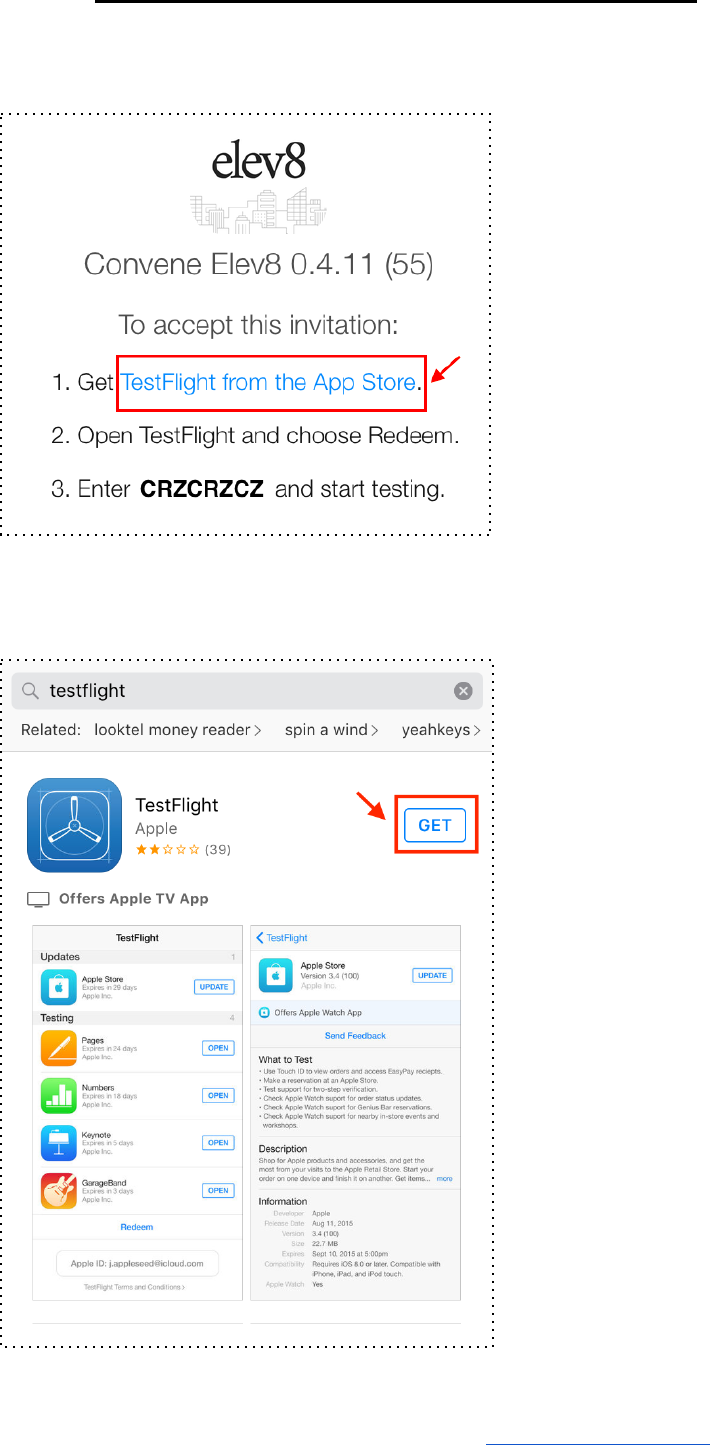 elev8
Convene Elev8 0.4.11 (55)
To accept this invitation:
1. Get TestFlight from the App Store.
2. Open TestFlight and choose Redeem.
3. Enter CRZCRZCZ and start testing.
testflight
Related: looktel money reader > spin a wind > yeahkeys >
TestFlight
Apple
★★☆☆☆ (39)
GET
Offers Apple TV App
TestFlight
Updates 1
Apple Store
Expires in 29 days
Apple Inc.
UPDATE
Testing 4
Pages
Expires in 24 days
Apple Inc.
OPEN
Numbers
Expires in 18 days
Apple Inc.
OPEN
Keynote
Expires in 5 days
Apple Inc.
OPEN
GarageBand
Expires in 3 days
Apple Inc.
OPEN
Redeem
Apple ID: j.appleseed@icloud.com
TestFlight Terms and Conditions >
< TestFlight
Apple Store
Version 3.4 (100)
Apple Inc.
UPDATE
Offers Apple Watch App
Send Feedback
What to Test
• Use Touch ID to view orders and access EasyPay reciepts.
• Make a reservation at an Apple Store.
• Test support for two-step verification.
• Check Apple Watch suport for order status updates.
• Check Apple Watch suport for Genius Bar reservations.
• Check Apple Watch suport for nearby in-store events and
workshops.
Description
Shop for Apple products and accessories, and get the
most from your visits to the Apple Retail Store. Start your
order on one device and finish it on another. Get items... more
Information
Developer Apple
Release Date Aug 11, 2015
Version 3.4 (100)
Size 22.7 MB
Expires Sept 10, 2015 at 5:00pm
Compatibility Requires iOS 8.0 or later. Compatible with
iPhone, iPad, and iPod touch.
Apple Watch Yes